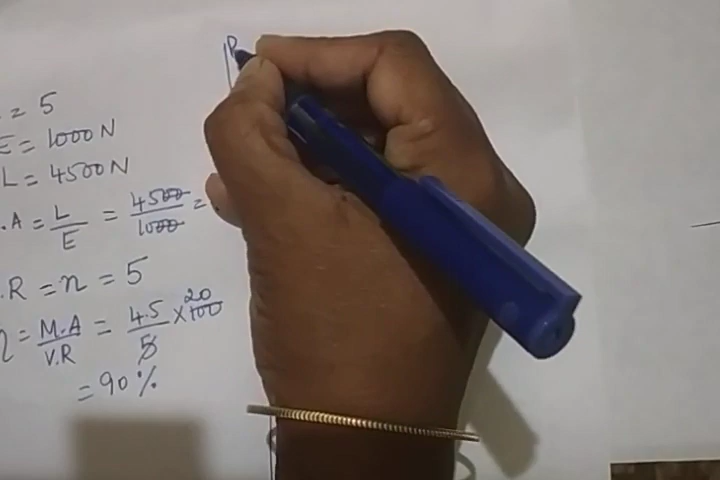 = 5
E = 1000 N
L = 4500 N
.A = L/E = 4500/1000 =
.R = n = 5
η = M.A/V.R = 4.5/5 × 20/100
= 90 %
P